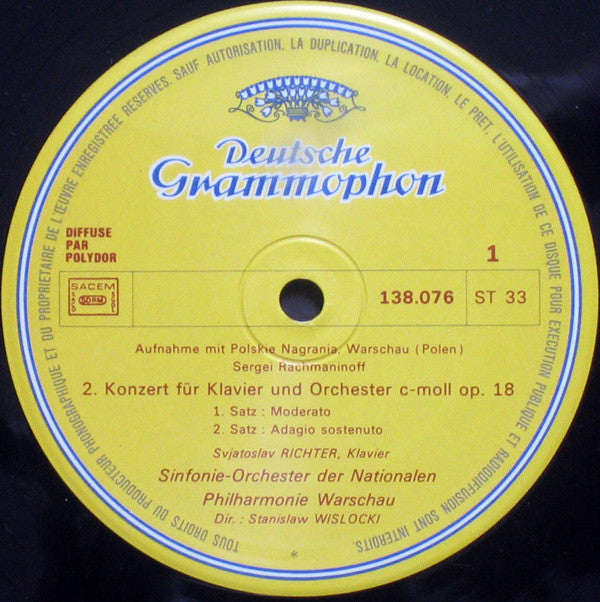 TOUS DROITS DU PRODUCTEUR PHONOGRAPHIQUE ET DU PROPRIETAIRE DE L'ŒUVRE ENREGISTREE RESERVES. SAUF AUTORISATION, LA DUPLICATION, LA LOCATION, LE PRET, L'UTILISATION DE CE DISQUE POUR EXECUTION PUBLIQUE ET RADIODIFFUSION SONT INTERDITS.
Deutsche
Grammophon
DIFFUSE
PAR
POLYDOR
1
SACEM
SDRM
138.076
ST 33
Aufnahme mit Polskie Nagrania, Warschau (Polen)
Sergei Rachmaninoff
2. Konzert für Klavier und Orchester c-moll op. 18
1. Satz : Moderato
2. Satz : Adagio sostenuto
Svjatoslav RICHTER, Klavier
Sinfonie-Orchester der Nationalen
Philharmonie Warschau
Dir. : Stanislaw WISLOCKI
*